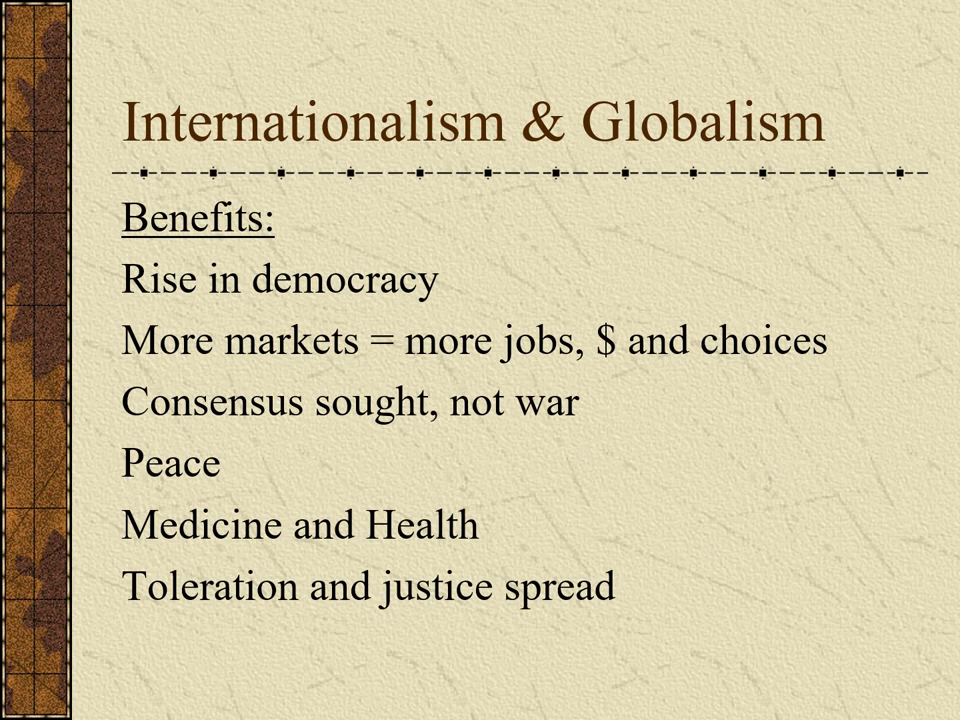 Internationalism & Globalism
Benefits:
Rise in democracy
More markets = more jobs, $ and choices
Consensus sought, not war
Peace
Medicine and Health
Toleration and justice spread